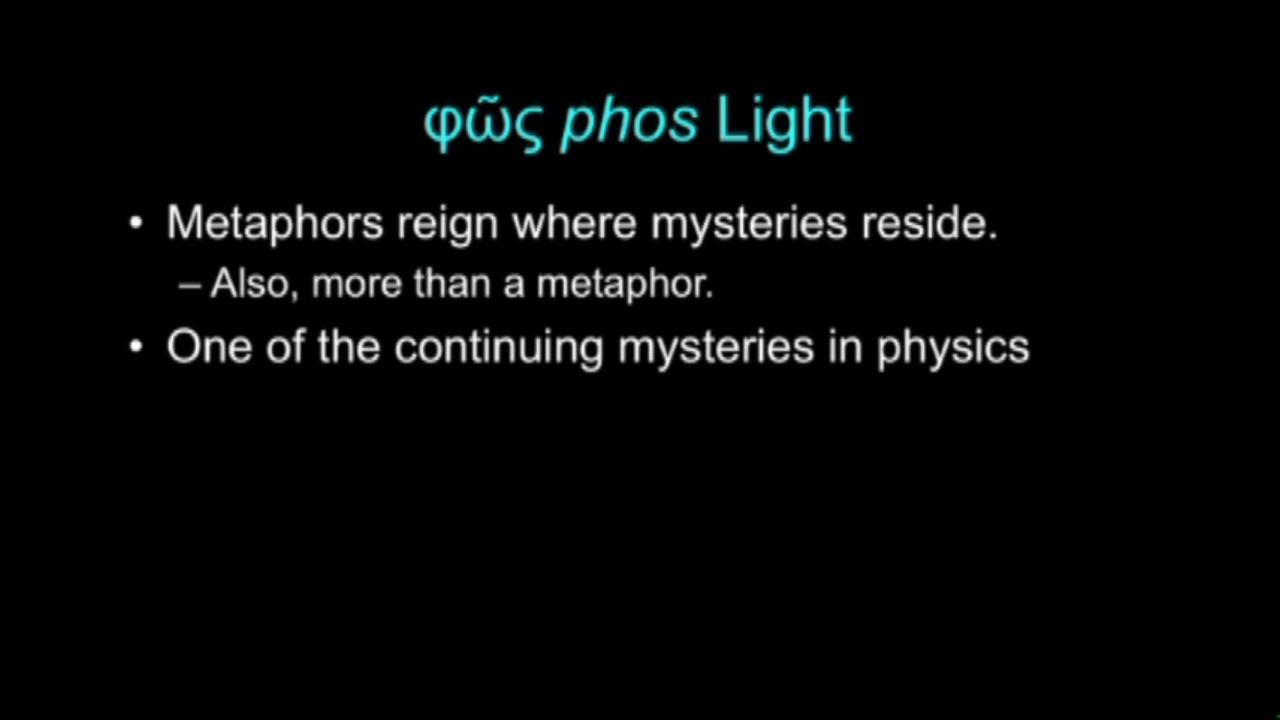 φῶς phos Light
• Metaphors reign where mysteries reside.
– Also, more than a metaphor.
• One of the continuing mysteries in physics